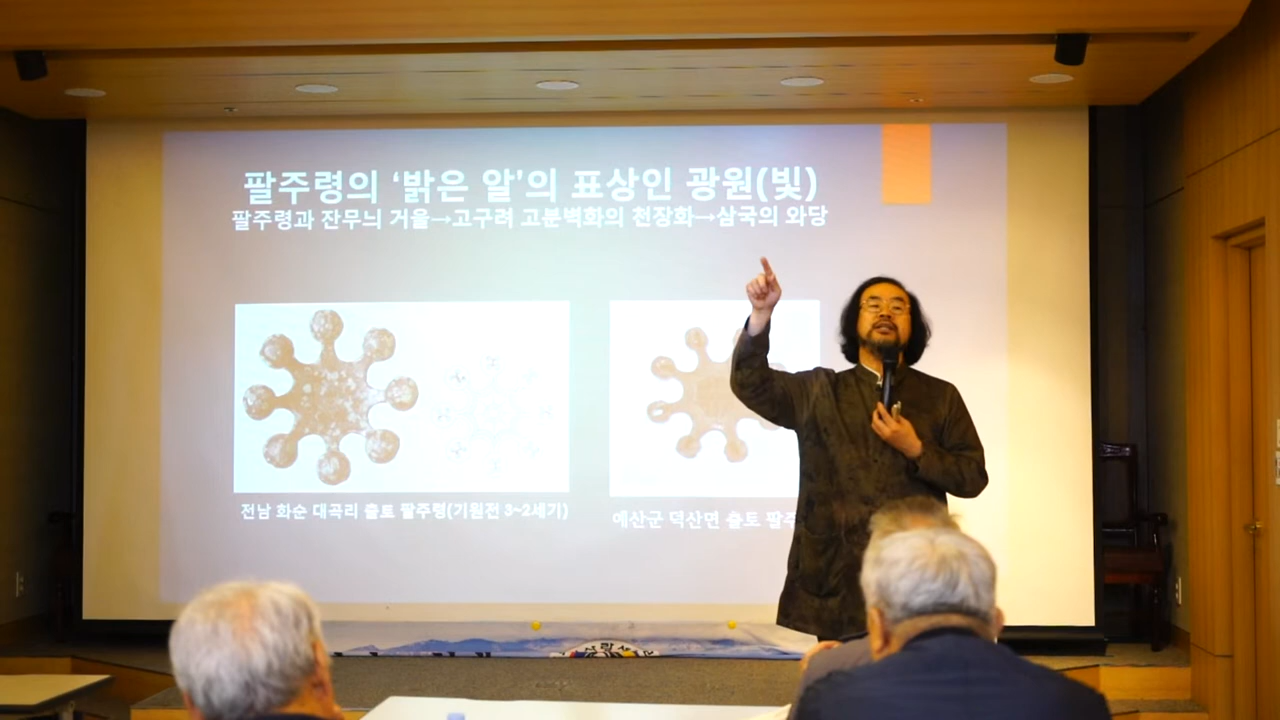 팔주령의 ‘밝은 알’의 표상인 광원(빛)
팔주령과 잔무늬 거울→고구려 고분벽화의 천장화→삼국의 와당
전남 화순 대곡리 출토 팔주령(기원전 3~2세기)
예산군 덕산면 출토 팔주